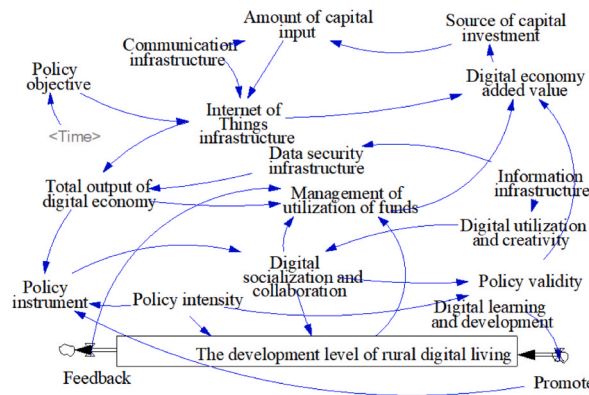 Amount of capital
input
Source of capital
investment
Communication
infrastructure
Policy
objective
Digital economy
added value
Internet of
Things
infrastructure
<Time>
Data security
infrastructure
Information
infrastructure
Total output of
digital economy
Management of
utilization of funds
Digital utilization
and creativity
Digital
socialization and
collaboration
Policy
instrument
Policy intensity
Policy validity
Digital learning
and development
The development level of rural digital living
Feedback
Promote